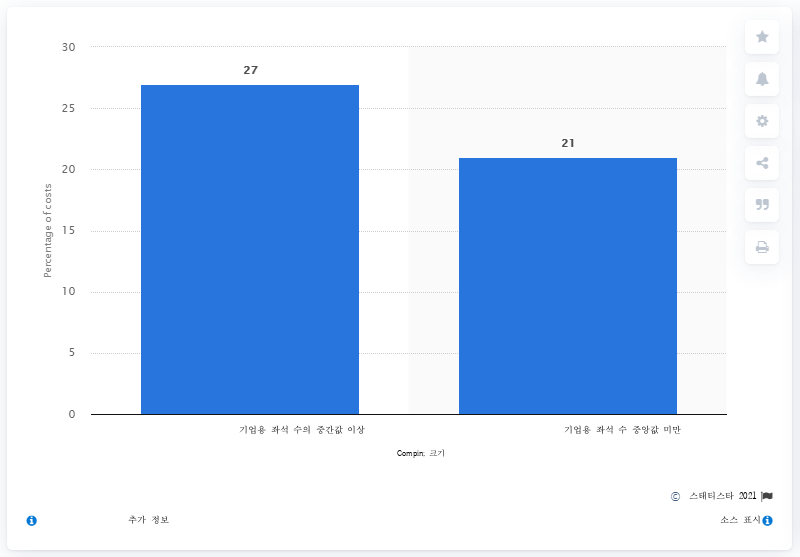 30
27
25
21
20
15
10
5
0
Percentage of costs
기업용 좌석 수의 중간값 이상
기업용 좌석 수 중앙값 미만
Compin; 크기
© 스태티스타 2021
추가 정보
소스 표시